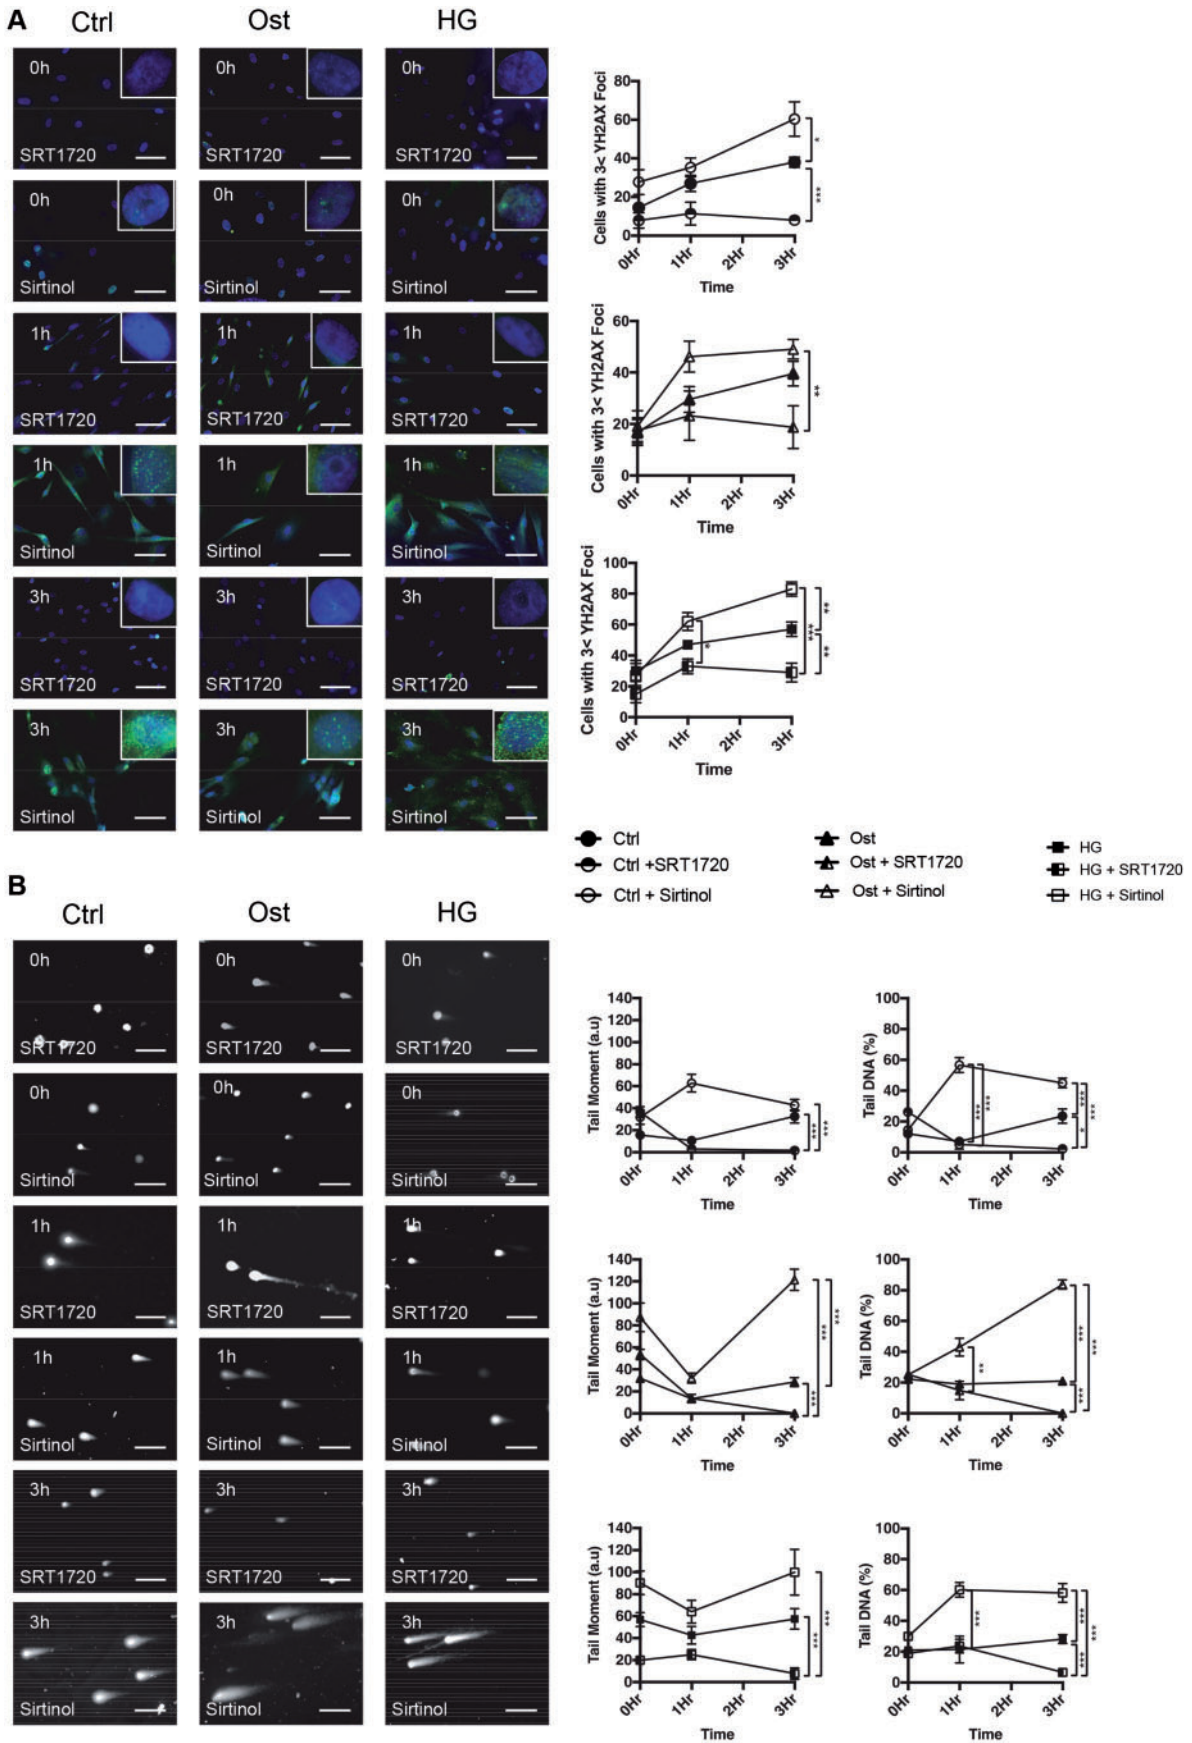 A
Ctrl Ost HG
0h 0h 0h
SRT1720 SRT1720 SRT1720
0h 0h 0h
Sirtinol Sirtinol Sirtinol
1h 1h 1h
SRT1720 SRT1720 SRT1720
1h 1h 1h
Sirtinol Sirtinol Sirtinol
3h 3h 3h
SRT1720 SRT1720 SRT1720
3h 3h 3h
Sirtinol Sirtinol Sirtinol
Cells with 3< YH2AX Foci
80
60
40
20
0
0Hr 1Hr 2Hr 3Hr
Time
*
***
Cells with 3< YH2AX Foci
60
40
20
0
0Hr 1Hr 2Hr 3Hr
Time
**
Cells with 3< YH2AX Foci
100
80
60
40
20
0
0Hr 1Hr 2Hr 3Hr
Time
*
***
**
**
Ctrl
Ctrl +SRT1720
Ctrl + Sirtinol
Ost
Ost + SRT1720
Ost + Sirtinol
HG
HG + SRT1720
HG + Sirtinol
B
Ctrl Ost HG
0h 0h 0h
SRT1720 SRT1720 SRT1720
0h 0h 0h
Sirtinol Sirtinol Sirtinol
1h 1h 1h
SRT1720 SRT1720 SRT1720
1h 1h 1h
Sirtinol Sirtinol Sirtinol
3h 3h 3h
SRT1720 SRT1720 SRT1720
3h 3h 3h
Sirtinol Sirtinol Sirtinol
Tail Moment (a.u)
140
120
100
80
60
40
20
0
0Hr 1Hr 2Hr 3Hr
Time
***
***
Tail DNA (%)
100
80
60
40
20
0
0Hr 1Hr 2Hr 3Hr
Time
***
***
***
*
***
Tail Moment (a.u)
140
120
100
80
60
40
20
0
0Hr 1Hr 2Hr 3Hr
Time
***
***
***
Tail DNA (%)
100
80
60
40
20
0
0Hr 1Hr 2Hr 3Hr
Time
**
***
***
***
Tail Moment (a.u)
140
120
100
80
60
40
20
0
0Hr 1Hr 2Hr 3Hr
Time
***
***
Tail DNA (%)
100
80
60
40
20
0
0Hr 1Hr 2Hr 3Hr
Time
***
***
***
***